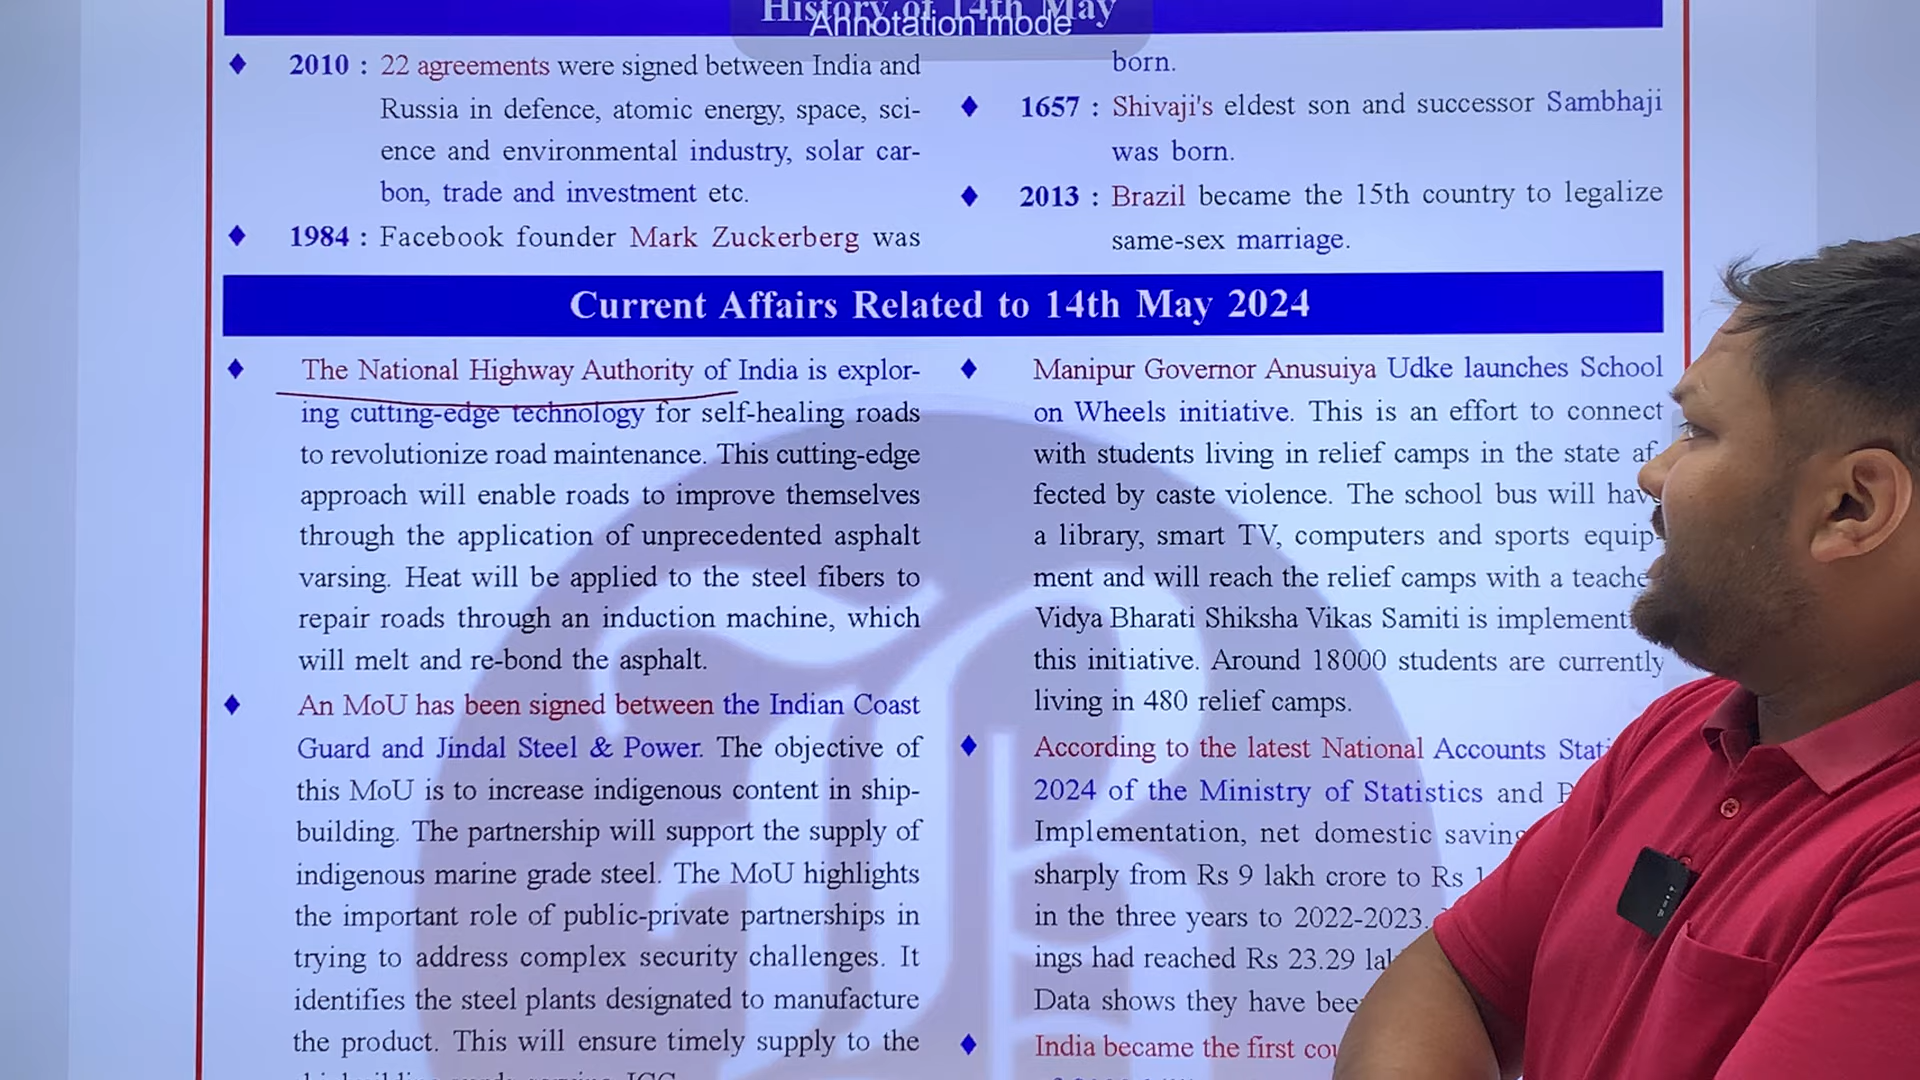 History of 14th May
Annotation mode
2010 : 22 agreements were signed between India and
Russia in defence, atomic energy, space, sci-
ence and environmental industry, solar car-
bon, trade and investment etc.
1984 : Facebook founder Mark Zuckerberg was
born.
1657 : Shivaji's eldest son and successor Sambhaji
was born.
2013 : Brazil became the 15th country to legalize
same-sex marriage.
Current Affairs Related to 14th May 2024
The National Highway Authority of India is explor-
ing cutting-edge technology for self-healing roads
to revolutionize road maintenance. This cutting-edge
approach will enable roads to improve themselves
through the application of unprecedented asphalt
varsing. Heat will be applied to the steel fibers to
repair roads through an induction machine, which
will melt and re-bond the asphalt.
An MoU has been signed between the Indian Coast
Guard and Jindal Steel & Power. The objective of
this MoU is to increase indigenous content in ship-
building. The partnership will support the supply of
indigenous marine grade steel. The MoU highlights
the important role of public-private partnerships in
trying to address complex security challenges. It
identifies the steel plants designated to manufacture
the product. This will ensure timely supply to the
Manipur Governor Anusuiya Udke launches School
on Wheels initiative. This is an effort to connect
with students living in relief camps in the state af-
fected by caste violence. The school bus will have
a library, smart TV, computers and sports equip-
ment and will reach the relief camps with a
Vidya Bharati Shiksha Vikas Samiti is
this initiative. Around 18000 students are currently
living in 480 relief camps.
According to the latest National Accounts
2024 of the Ministry of Statistics and
Implementation, net domestic
sharply from Rs 9 lakh crore to Rs
in the three years to 2022-2023.
ings had reached Rs 23.29
Data shows they have
India became the first